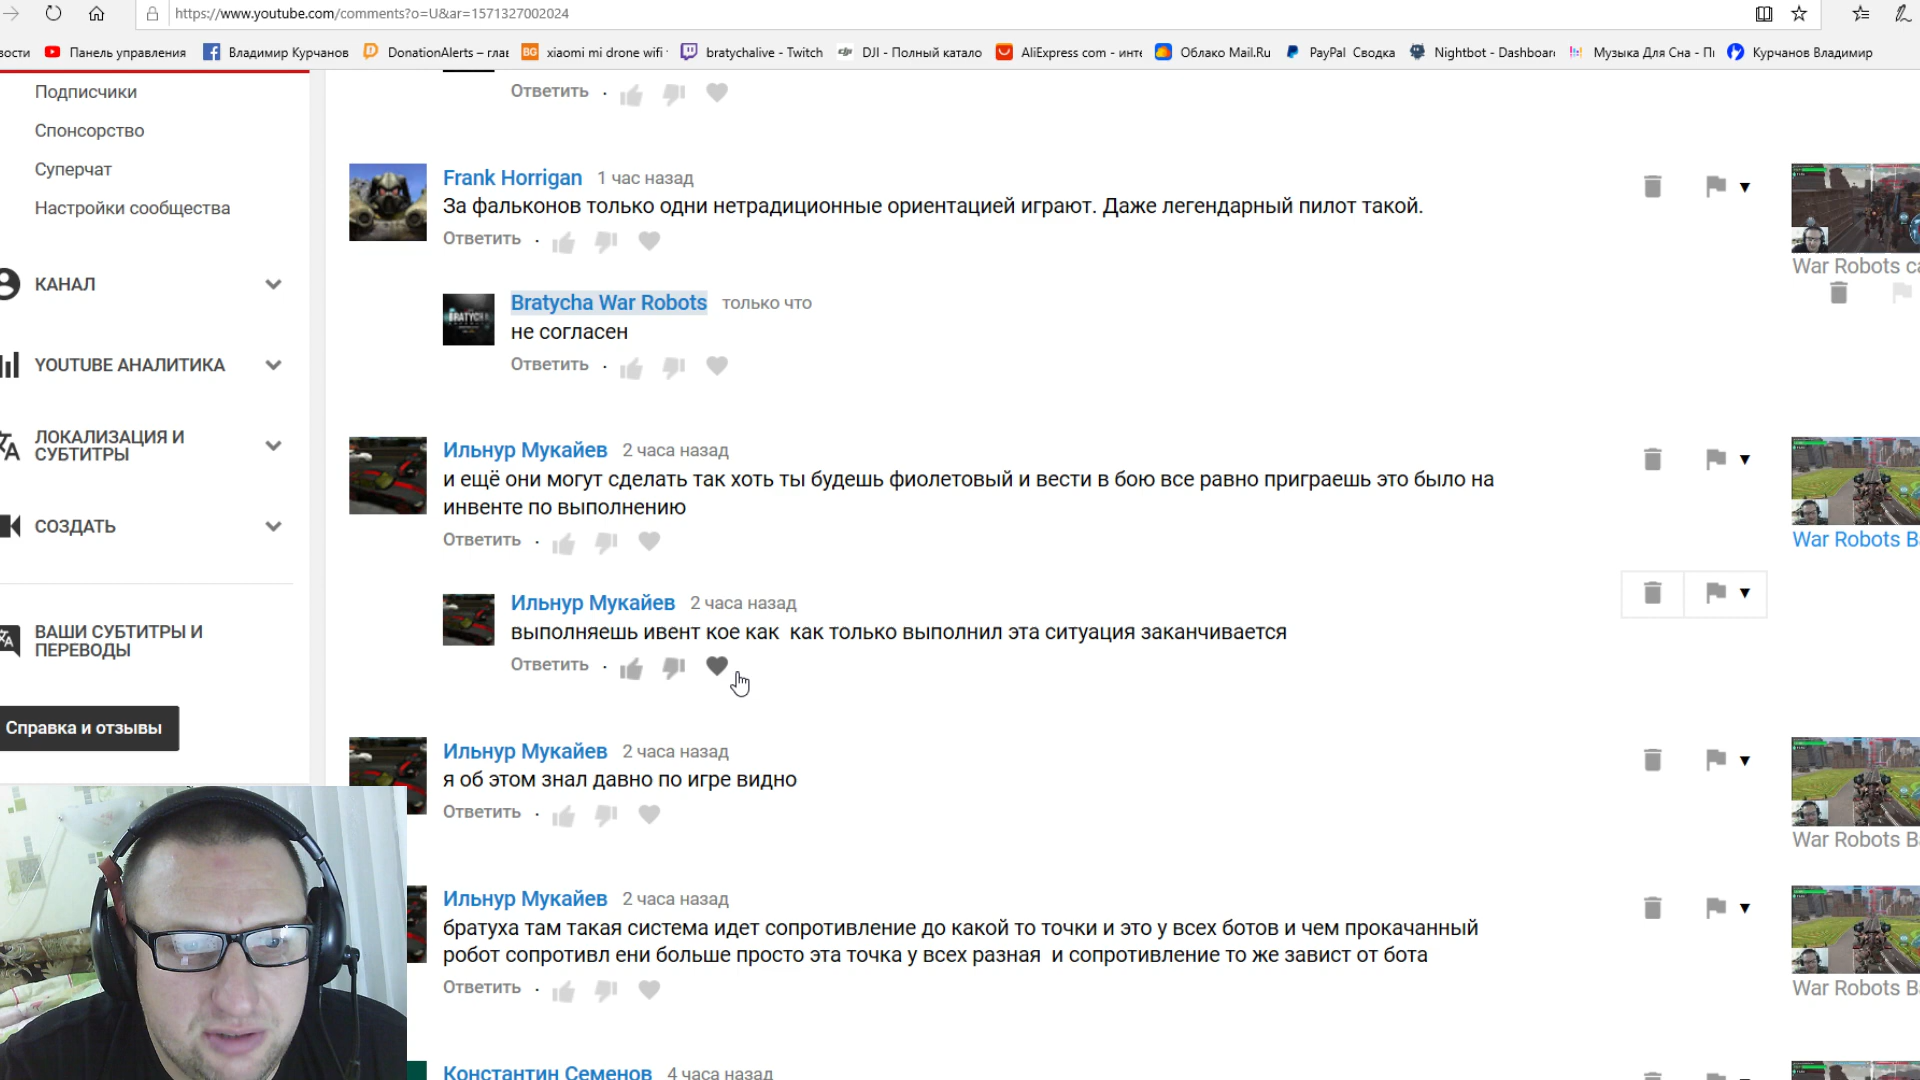 https://www.youtube.com/comments?o=U&ar=1571327002024
вости
Панель управления
Владимир Курчанов
DonationAlerts – глав
xiaomi mi drone wifi
bratychalive - Twitch
DJI - Полный катало
AliExpress com - инте
Облако Mail.Ru
PayPal Сводка
Nightbot - Dashboar
Музыка Для Сна - П
Курчанов Владимир
Подписчики
Спонсорство
Суперчат
Настройки сообщества
КАНАЛ
YOUTUBE АНАЛИТИКА
ЛОКАЛИЗАЦИЯ И
СУБТИТРЫ
СОЗДАТЬ
ВАШИ СУБТИТРЫ И
ПЕРЕВОДЫ
Справка и отзывы
Ответить
Frank Horrigan 1 час назад
За фальконов только одни нетрадиционные ориентацией играют. Даже легендарный пилот такой.
Ответить
War Robots ca
Bratycha War Robots только что
не согласен
Ответить
Ильнур Мукайев 2 часа назад
и ещё они могут сделать так хоть ты будешь фиолетовый и вести в бою все равно приграешь это было на
инвенте по выполнению
Ответить
War Robots B
Ильнур Мукайев 2 часа назад
выполняешь ивент кое как  как только выполнил эта ситуация заканчивается
Ответить
Ильнур Мукайев 2 часа назад
я об этом знал давно по игре видно
Ответить
War Robots B
Ильнур Мукайев 2 часа назад
братуха там такая система идет сопротивление до какой то точки и это у всех ботов и чем прокачанный
робот сопротивл ени больше просто эта точка у всех разная  и сопротивление то же завист от бота
Ответить
War Robots B
Константин Семенов 4 часа назад